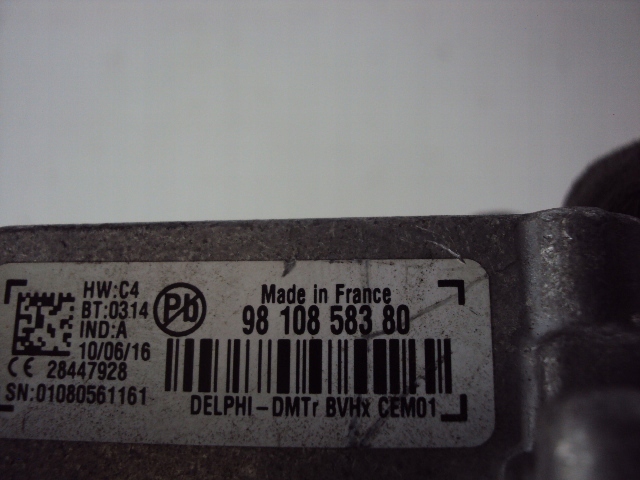 HW:C4
BT:0314
IND:A
10/06/16
CE 28447928
SN:01080561161
Pb
Made in France
98 108 583 80
DELPHI-DMTr BVHx CEM01